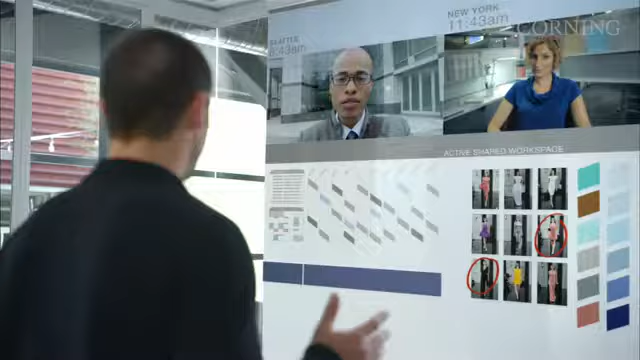 SEATTLE
8:43am
NEW YORK
11:43am
CORNING
ACTIVE SHARED WORKSPACE